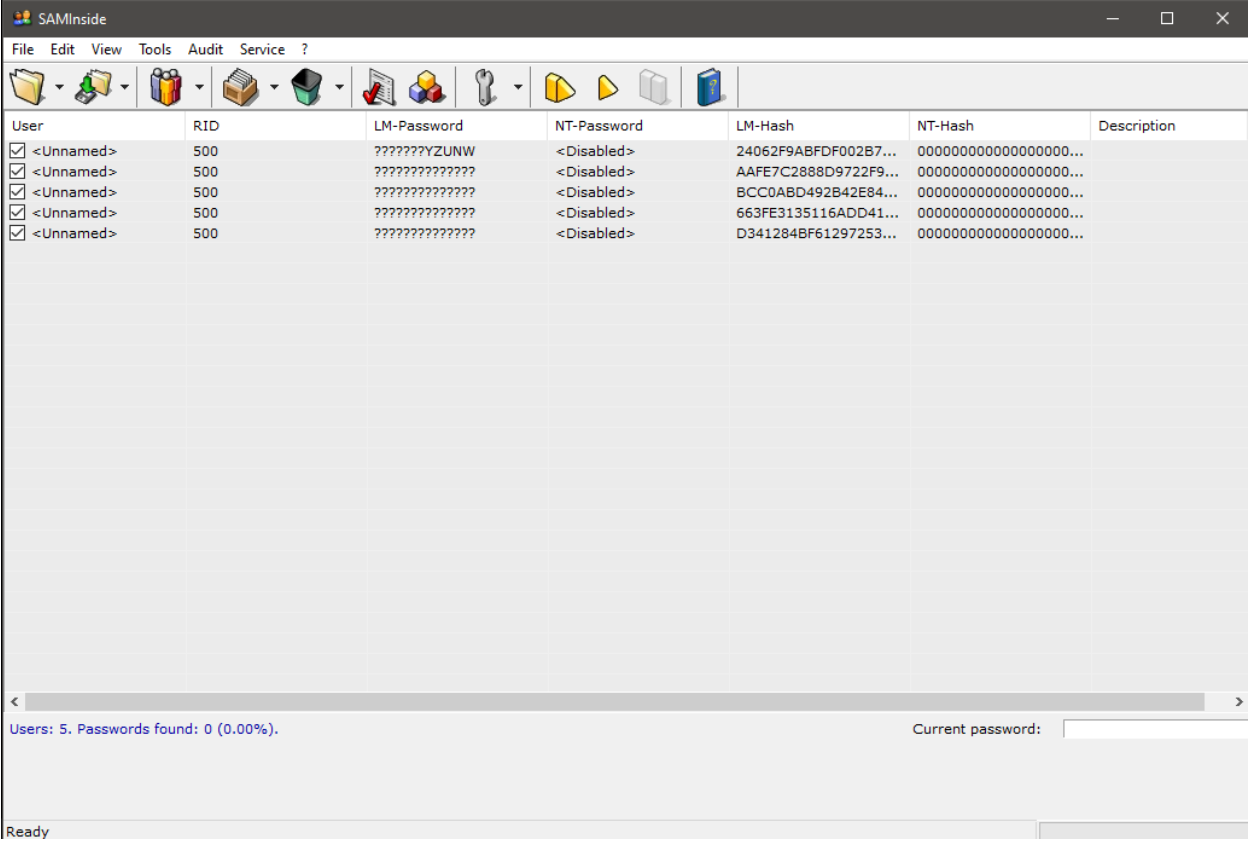 SAMInside
File Edit View Tools Audit Service ?
User RID LM-Password NT-Password LM-Hash NT-Hash Description
<Unnamed> 500 ???????YZUNW <Disabled> 24062F9ABFDF002B7... 000000000000000000...
<Unnamed> 500 ?????????????? <Disabled> AAFE7C2888D9722F9... 000000000000000000...
<Unnamed> 500 ?????????????? <Disabled> BCC0ABD492B42E84... 000000000000000000...
<Unnamed> 500 ?????????????? <Disabled> 663FE3135116ADD41... 000000000000000000...
<Unnamed> 500 ?????????????? <Disabled> D341284BF61297253... 000000000000000000...
Users: 5. Passwords found: 0 (0.00%). Current password:
Ready